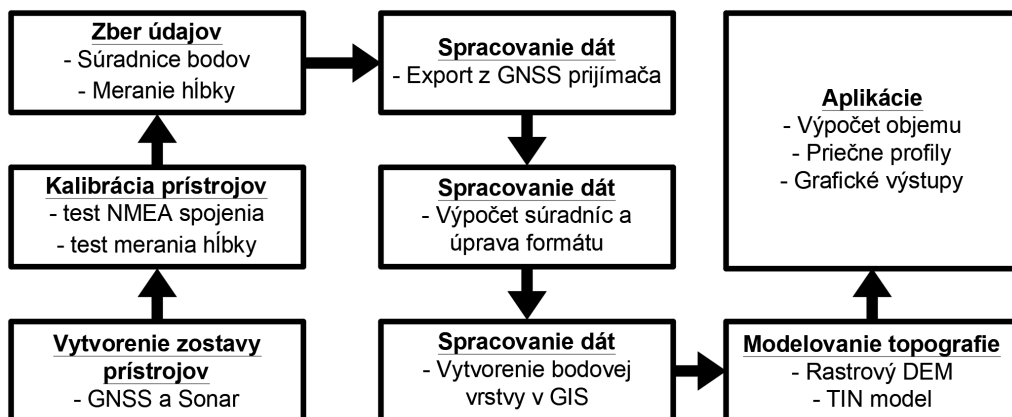 Zber údajov
- Súradnice bodov
- Meranie hĺbky
Spracovanie dát
- Export z GNSS prijímača
Aplikácie
- Výpočet objemu
- Priečne profily
- Grafické výstupy
Kalibrácia prístrojov
- test NMEA spojenia
- test merania hĺbky
Spracovanie dát
- Výpočet súradníc a
úprava formátu
Vytvorenie zostavy
prístrojov
- GNSS a Sonar
Spracovanie dát
- Vytvorenie bodovej
vrstvy v GIS
Modelovanie topografie
- Rastrový DEM
- TIN model